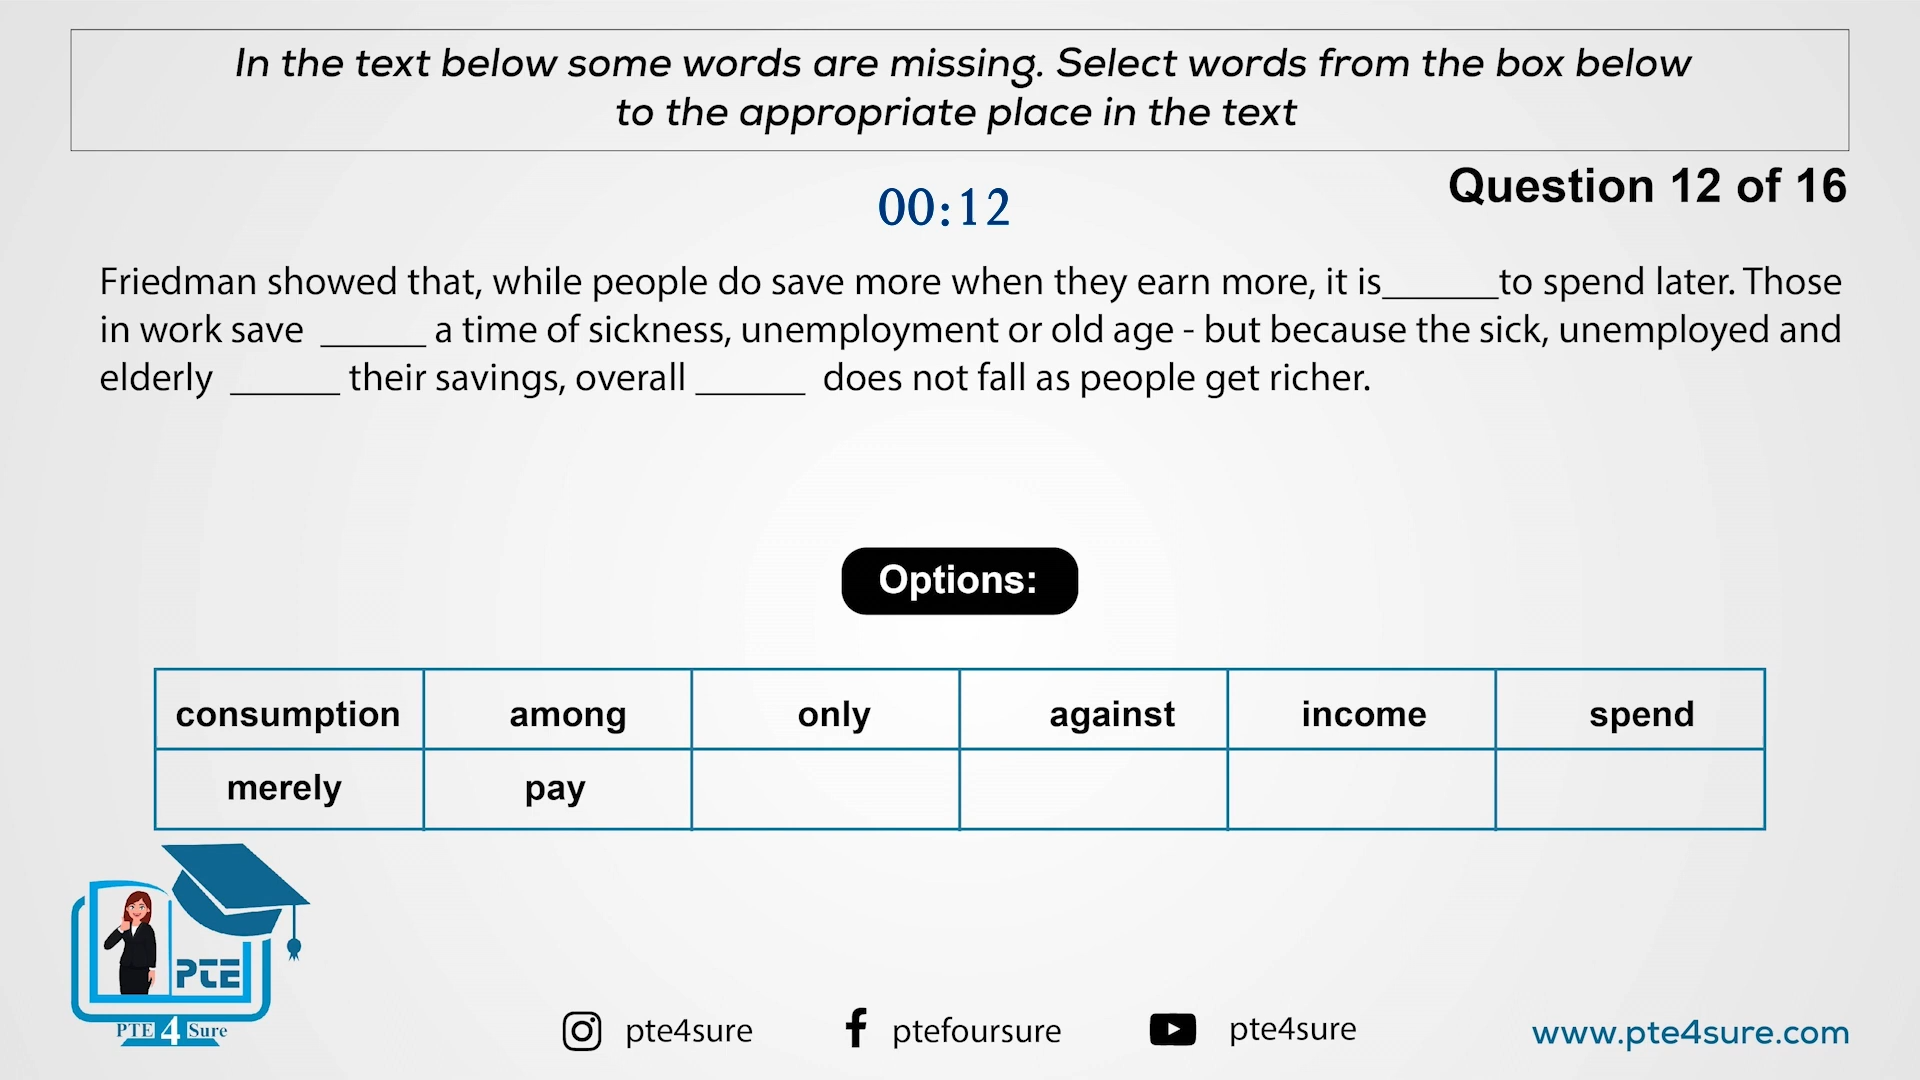 In the text below some words are missing. Select words from the box below
to the appropriate place in the text
00:12
Question 12 of 16
Friedman showed that, while people do save more when they earn more, it is______to spend later. Those
in work save ______ a time of sickness, unemployment or old age - but because the sick, unemployed and
elderly ______ their savings, overall ______ does not fall as people get richer.
Options:
consumption among only against income spend
merely pay
PTE
PTE 4 Sure
pte4sure ptefoursure pte4sure www.pte4sure.com